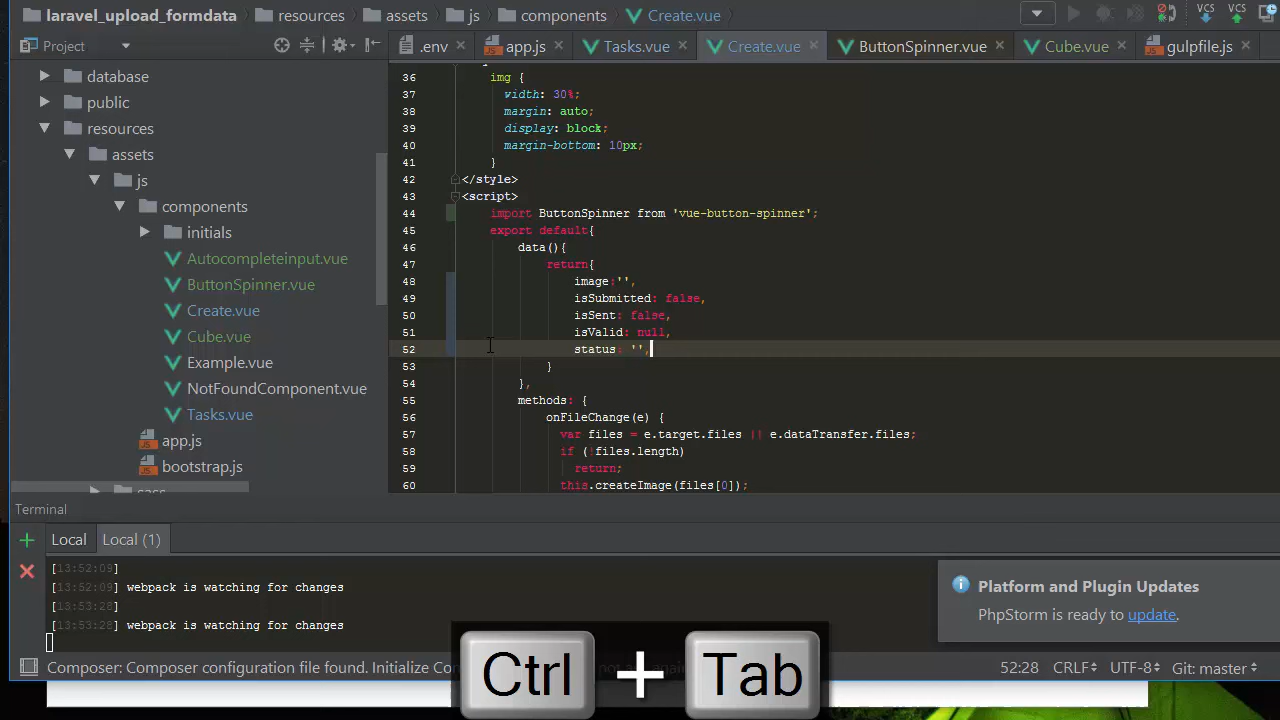 laravel_upload_formdata resources assets js components Create.vue
Project .env app.js Tasks.vue Create.vue ButtonSpinner.vue Cube.vue gulpfile.js
VCS VCS
database
public
resources
assets
js
components
initials
Autocompleteinput.vue
ButtonSpinner.vue
Create.vue
Cube.vue
Example.vue
NotFoundComponent.vue
Tasks.vue
app.js
bootstrap.js
36 img {
37 width: 30%;
38 margin: auto;
39 display: block;
40 margin-bottom: 10px;
41 }
42 </style>
43 <script>
44 import ButtonSpinner from 'vue-button-spinner';
45 export default{
46 data(){
47 return{
48 image:'',
49 isSubmitted: false,
50 isSent: false,
51 isValid: null,
52 status: '',
53 }
54 },
55 methods: {
56 onFileChange(e) {
57 var files = e.target.files || e.dataTransfer.files;
58 if (!files.length)
59 return;
60 this.createImage(files[0]);
Terminal
Local Local (1)
[13:52:09]
[13:52:09] webpack is watching for changes
[13:53:28]
[13:53:28] webpack is watching for changes
Platform and Plugin Updates
PhpStorm is ready to update.
Ctrl + Tab
Composer: Composer configuration file found. Initialize 52:28 CRLF UTF-8 Git: master